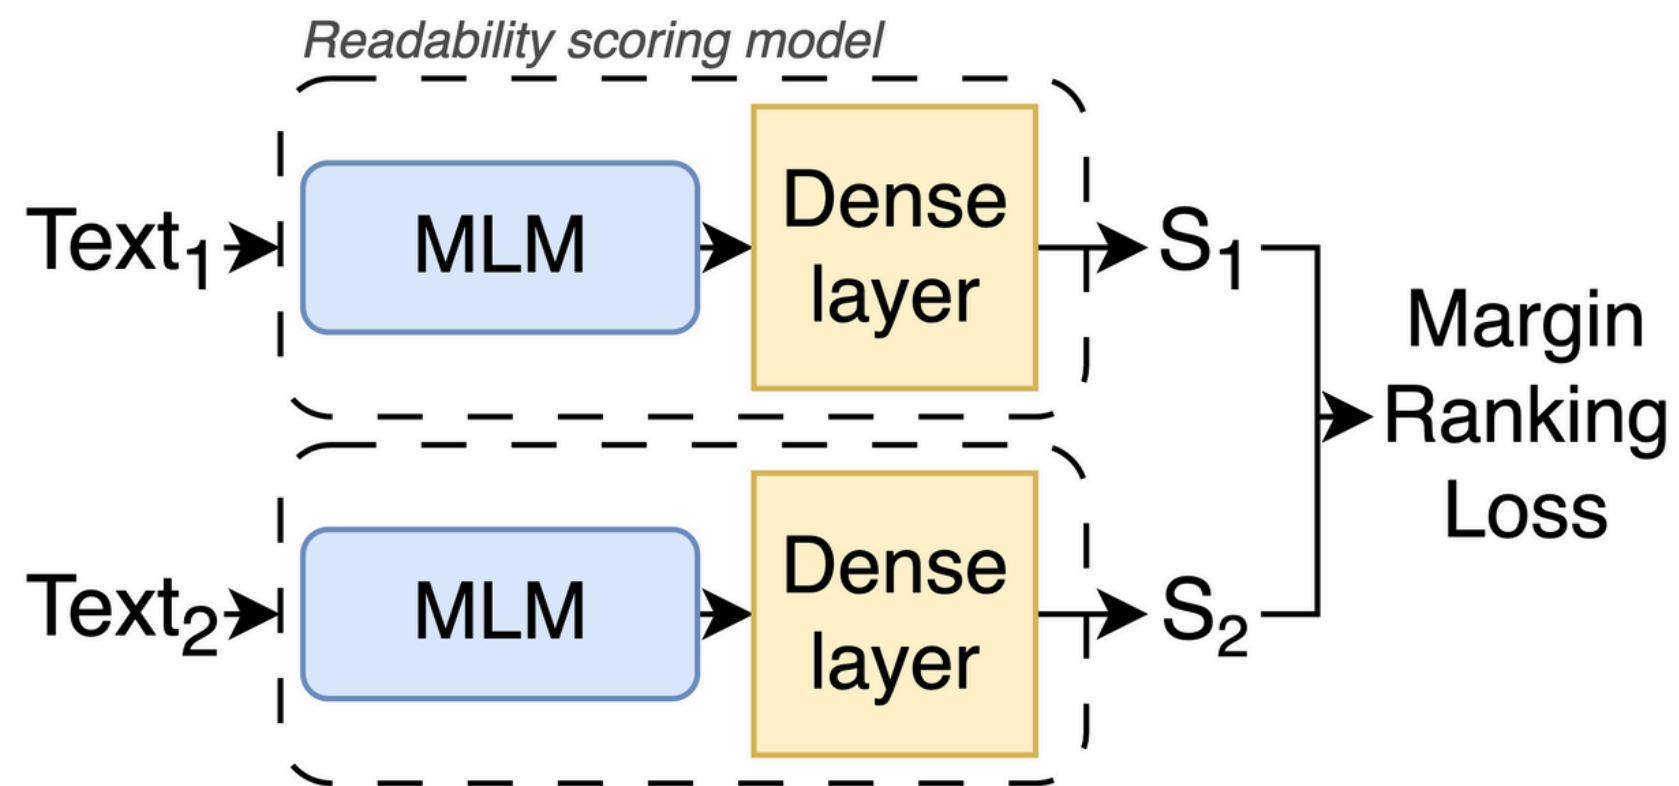 Readability scoring model
Text₁
MLM
Dense
layer
S₁
Text₂
MLM
Dense
layer
S₂
Margin
Ranking
Loss